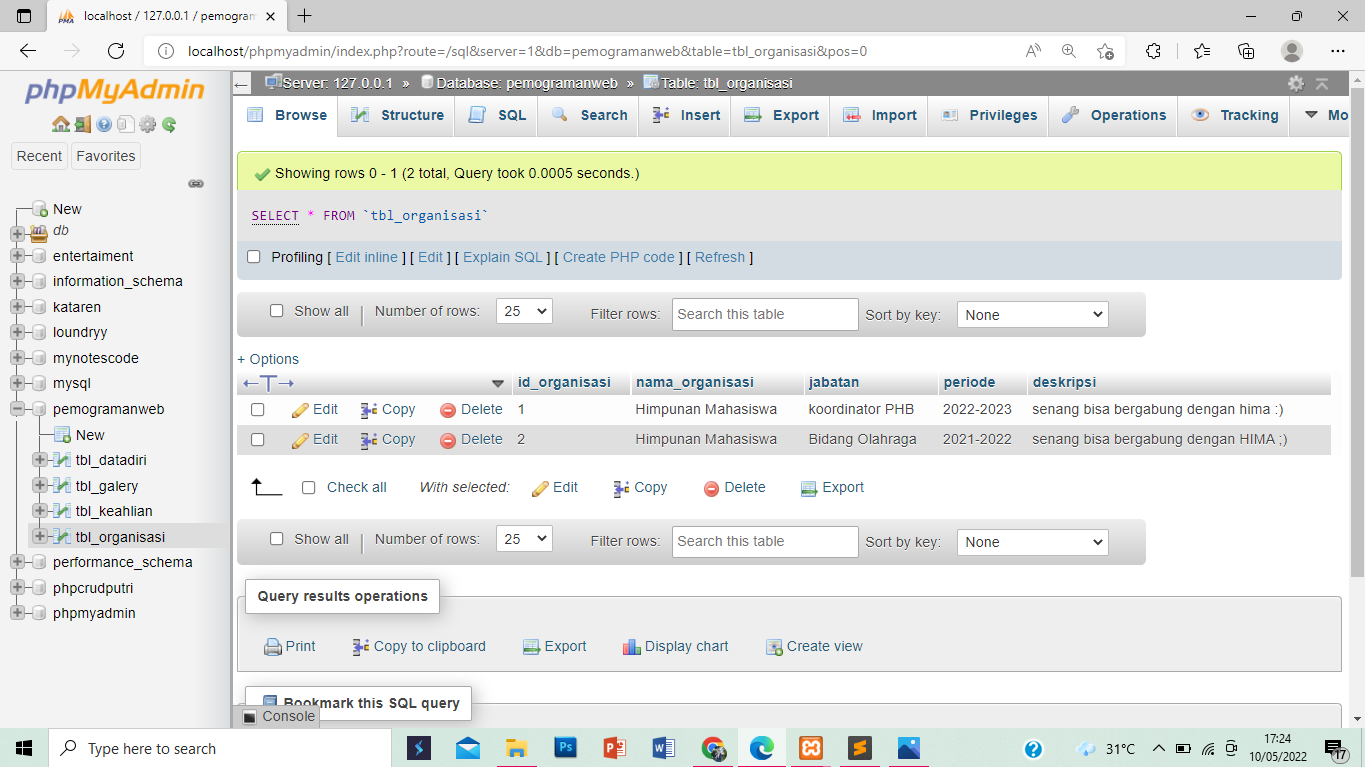 localhost / 127.0.0.1 / pemogram
localhost/phpmyadmin/index.php?route=/sql&server=1&db=pemogramanweb&table=tbl_organisasi&pos=0
phpMyAdmin
Recent Favorites
New
db
entertaiment
information_schema
kataren
loundryy
mynotescode
mysql
pemogramanweb
New
tbl_datadiri
tbl_galery
tbl_keahlian
tbl_organisasi
performance_schema
phpcrudputri
phpmyadmin
Server: 127.0.0.1 » Database: pemogramanweb » Table: tbl_organisasi
Browse Structure SQL Search Insert Export Import Privileges Operations Tracking Mo
Showing rows 0 - 1 (2 total, Query took 0.0005 seconds.)
SELECT * FROM `tbl_organisasi`
Profiling [ Edit inline ] [ Edit ] [ Explain SQL ] [ Create PHP code ] [ Refresh ]
Show all | Number of rows: 25 Filter rows: Search this table Sort by key: None
+ Options
←T→ id_organisasi nama_organisasi jabatan periode deskripsi
Edit Copy Delete 1 Himpunan Mahasiswa koordinator PHB 2022-2023 senang bisa bergabung dengan hima :)
Edit Copy Delete 2 Himpunan Mahasiswa Bidang Olahraga 2021-2022 senang bisa bergabung dengan HIMA ;)
Check all With selected: Edit Copy Delete Export
Show all | Number of rows: 25 Filter rows: Search this table Sort by key: None
Query results operations
Print Copy to clipboard Export Display chart Create view
Bookmark this SQL query
Console
Type here to search
31°C
17:24
10/05/2022
17